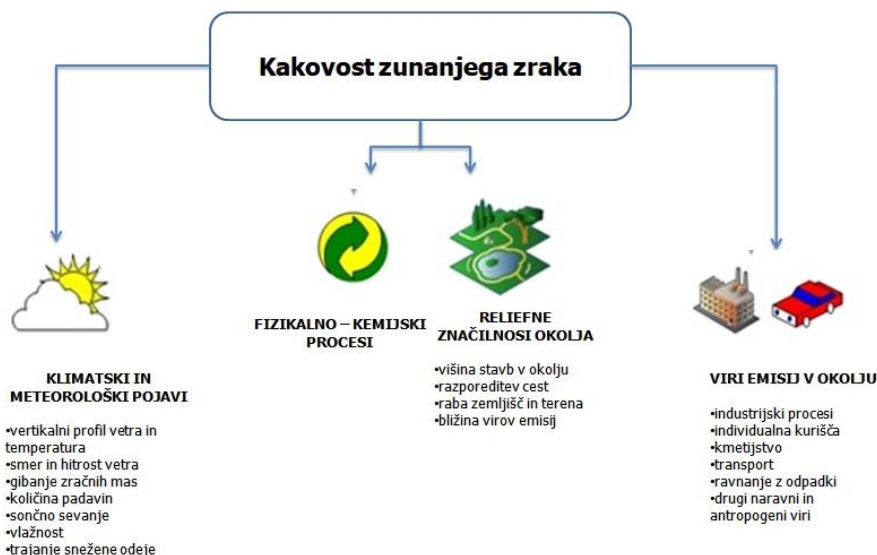 Kakovost zunanjega zraka
KLIMATSKI IN
METEOROLOŠKI POJAVI
•vertikalni profil vetra in
temperatura
•smer in hitrost vetra
•gibanje zračnih mas
•količina padavin
•sončno sevanje
•vlažnost
•trajanje snežene odeje
FIZIKALNO – KEMIJSKI
PROCESI
RELIEFNE
ZNAČILNOSI OKOLJA
•višina stavb v okolju
•razporeditev cest
•raba zemljišč in terena
•bližina virov emisij
VIRI EMISIJ V OKOLJU
•industrijski procesi
•individualna kurišča
•kmetijstvo
•transport
•ravnanje z odpadki
•drugi naravni in
antropogeni viri